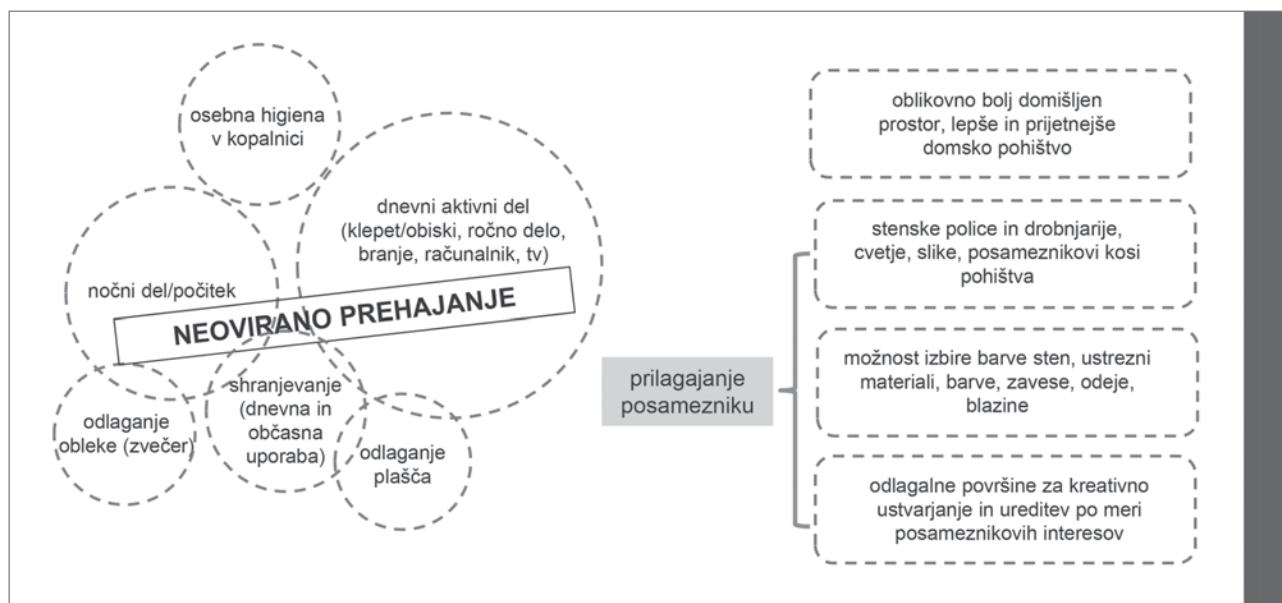 osebna higiena
v kopalnici
dnevni aktivni del
(klepet/obiski, ročno delo,
branje, računalnik, tv)
nočni del/počitek
NEOVIRANO PREHAJANJE
odlaganje
obleke (zvečer)
shranjevanje
(dnevna in
občasna
uporaba)
odlaganje
plašča
prilagajanje
posamezniku
oblikovno bolj domišljen
prostor, lepše in prijetnejše
domsko pohištvo
stenske police in drobnjarije,
cvetje, slike, posameznikovi kosi
pohištva
možnost izbire barve sten, ustrezni
materiali, barve, zavese, odeje,
blazine
odlagalne površine za kreativno
ustvarjanje in ureditev po meri
posameznikovih interesov